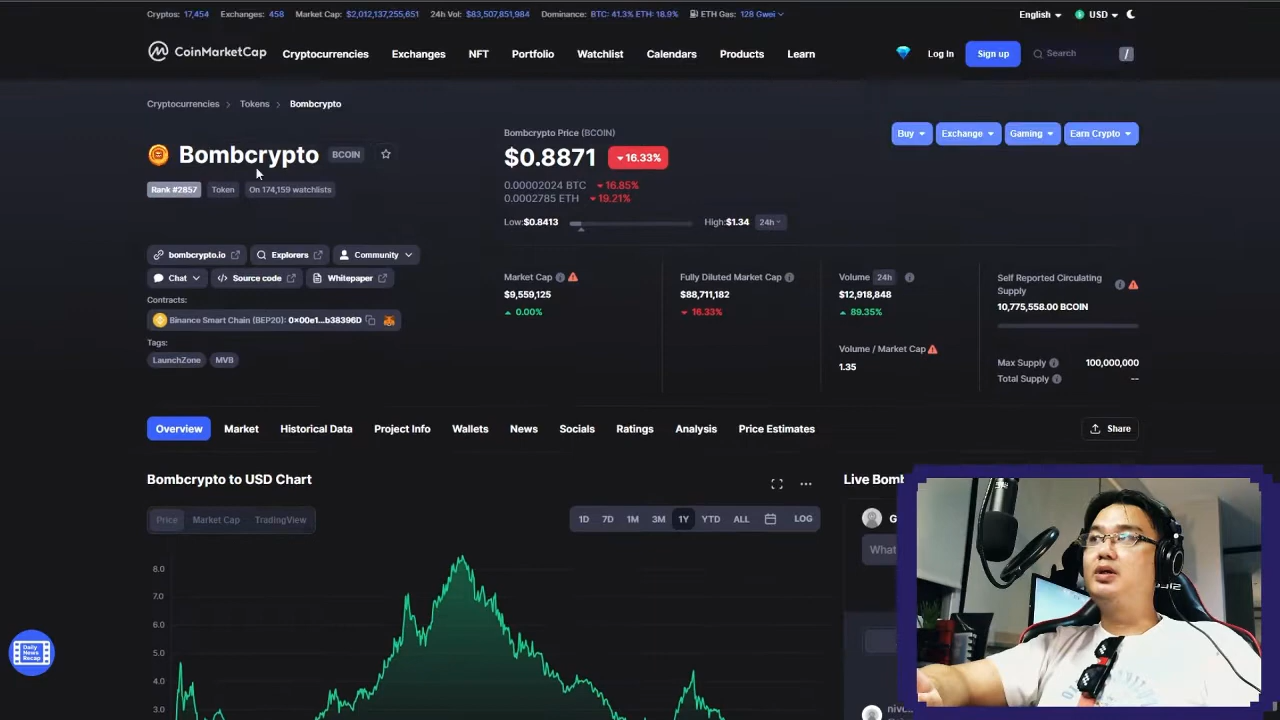 Cryptos: 17,454 Exchanges: 458 Market Cap: $2,012,137,255,651 24h Vol: $83,507,851,984 Dominance: BTC: 41.3% ETH: 18.9% ETH Gas: 128 Gwei English USD
CoinMarketCap Cryptocurrencies Exchanges NFT Portfolio Watchlist Calendars Products Learn Log In Sign up Search /
Cryptocurrencies > Tokens > Bombcrypto
Bombcrypto BCOIN
Rank #2857 Token On 174,159 watchlists
bombcrypto.io Explorers Community
Chat Source code Whitepaper
Contracts:
Binance Smart Chain (BEP20): 0x00e1...b38396D
Tags:
LaunchZone MVB
Bombcrypto Price (BCOIN)
$0.8871 16.33%
0.00002024 BTC 16.85%
0.0002785 ETH 19.21%
Low:$0.8413 High:$1.34 24h
Buy Exchange Gaming Earn Crypto
Market Cap
$9,559,125
0.00%
Fully Diluted Market Cap
$88,711,182
16.33%
Volume 24h
$12,918,848
89.35%
Volume / Market Cap
1.35
Self Reported Circulating
Supply
10,775,558.00 BCOIN
Max Supply 100,000,000
Total Supply --
Overview Market Historical Data Project Info Wallets News Socials Ratings Analysis Price Estimates Share
Bombcrypto to USD Chart
Price Market Cap TradingView 1D 7D 1M 3M 1Y YTD ALL LOG
8.0
7.0
6.0
5.0
4.0
3.0
Live Bomb
G
What
Daily
News
Recap